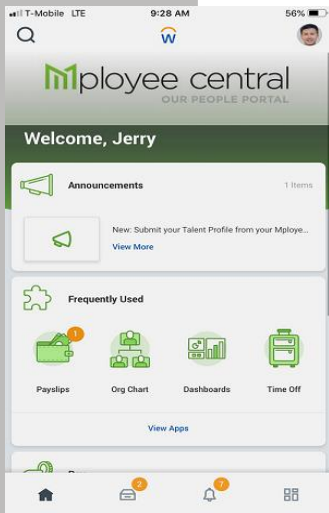 T-Mobile LTE 9:28 AM 56%
w
Mployee central
OUR PEOPLE PORTAL
Welcome, Jerry
Announcements 1 Items
New: Submit your Talent Profile from your Mploye...
View More
Frequently Used
1
Payslips Org Chart Dashboards Time Off
View Apps
2 7